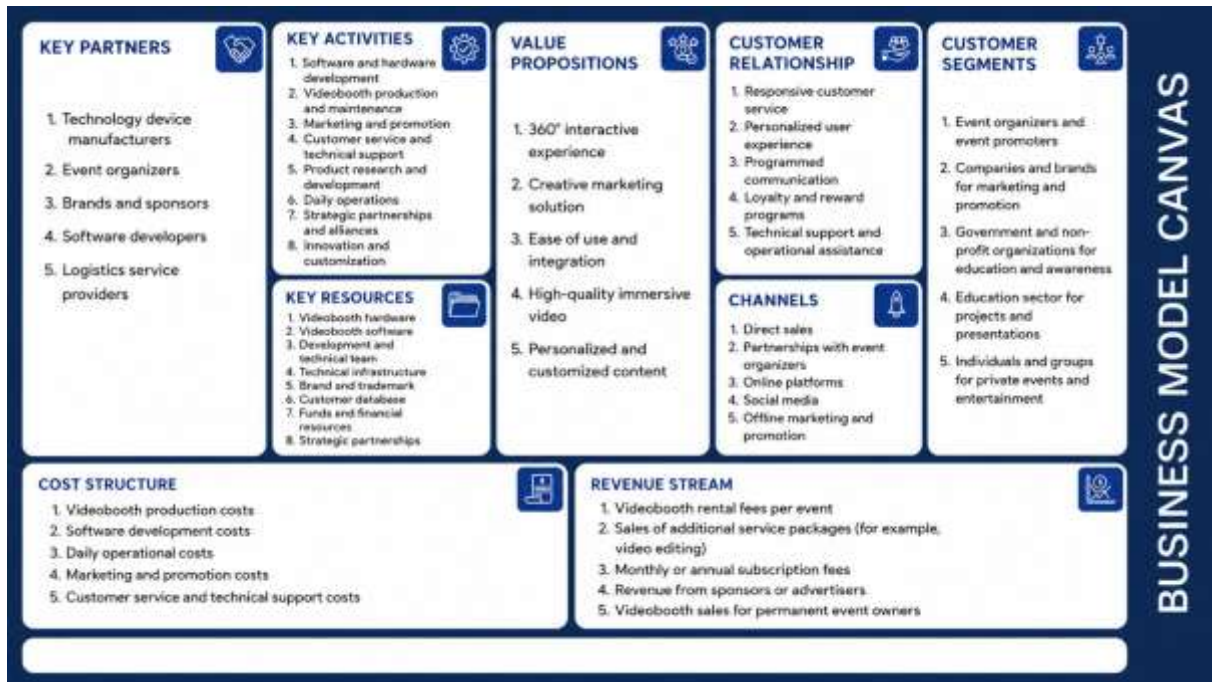 KEY PARTNERS
1. Technology device
manufacturers
2. Event organizers
3. Brands and sponsors
4. Software developers
5. Logistics service
providers
KEY ACTIVITIES
1. Software and hardware
development
2. Videobooth production
and maintenance
3. Marketing and promotion
4. Customer service and
technical support
5. Product research and
development
6. Daily operations
7. Strategic partnerships
and alliances
8. Innovation and
customization
KEY RESOURCES
1. Videobooth hardware
2. Videobooth software
3. Development and
technical team
4. Technical infrastructure
5. Brand and trademark
6. Customer database
7. Funds and financial
resources
8. Strategic partnerships
VALUE
PROPOSITIONS
1. 360° interactive
experience
2. Creative marketing
solution
3. Ease of use and
integration
4. High-quality immersive
video
5. Personalized and
customized content
CUSTOMER
RELATIONSHIP
1. Responsive customer
service
2. Personalized user
experience
3. Programmed
communication
4. Loyalty and reward
programs
5. Technical support and
operational assistance
CHANNELS
1. Direct sales
2. Partnerships with event
organizers
3. Online platforms
4. Social media
5. Offline marketing and
promotion
CUSTOMER
SEGMENTS
1. Event organizers and
event promoters
2. Companies and brands
for marketing and
promotion
3. Government and non-
profit organizations for
education and awareness
4. Education sector for
projects and
presentations
5. Individuals and groups
for private events and
entertainment
COST STRUCTURE
1. Videobooth production costs
2. Software development costs
3. Daily operational costs
4. Marketing and promotion costs
5. Customer service and technical support costs
REVENUE STREAM
1. Videobooth rental fees per event
2. Sales of additional service packages (for example,
video editing)
3. Monthly or annual subscription fees
4. Revenue from sponsors or advertisers
5. Videobooth sales for permanent event owners
BUSINESS MODEL CANVAS